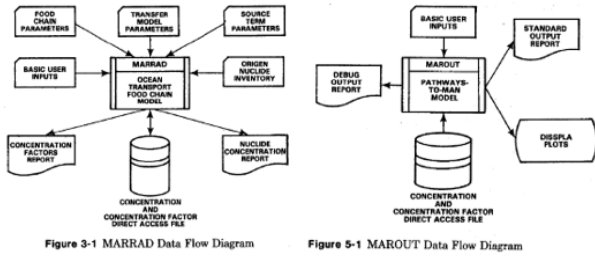 FOOD
CHAIN
PARAMETERS
TRANSFER
MODEL
PARAMETERS
SOURCE
TERM
PARAMETERS
BASIC USER
INPUTS
MARRAD
OCEAN
TRANSPORT
FOOD CHAIN
MODEL
ORIGEN
NUCLIDE
INVENTORY
CONCENTRATION
FACTORS
REPORT
NUCLIDE
CONCENTRATION
REPORT
CONCENTRATION
AND
CONCENTRATION FACTOR
DIRECT ACCESS FILE
Figure 3-1 MARRAD Data Flow Diagram
BASIC USER
INPUTS
STANDARD
OUTPUT
REPORT
DEBUG
OUTPUT
REPORT
MAROUT
PATHWAYS-
TO-MAN
MODEL
DISSPLA
PLOTS
CONCENTRATION
AND
CONCENTRATION FACTOR
DIRECT ACCESS FILE
Figure 5-1 MAROUT Data Flow Diagram